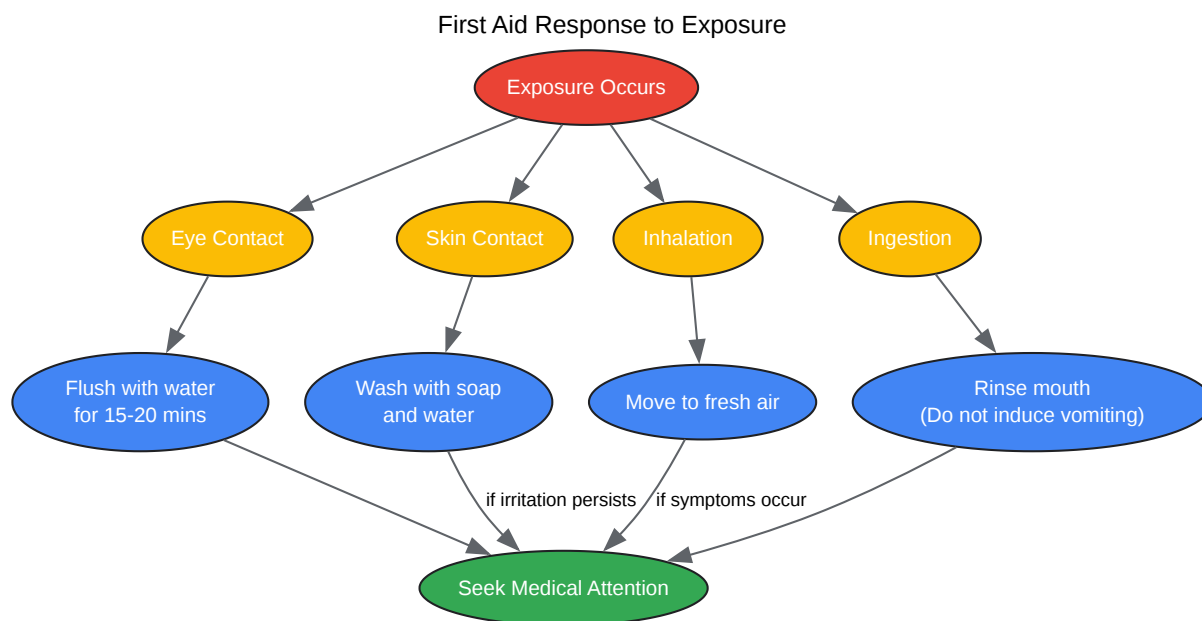 First Aid Response to Exposure
Exposure Occurs
Eye Contact
Skin Contact
Inhalation
Ingestion
Flush with water
for 15-20 mins
Wash with soap
and water
Move to fresh air
Rinse mouth
(Do not induce vomiting)
if irritation persists
if symptoms occur
Seek Medical Attention